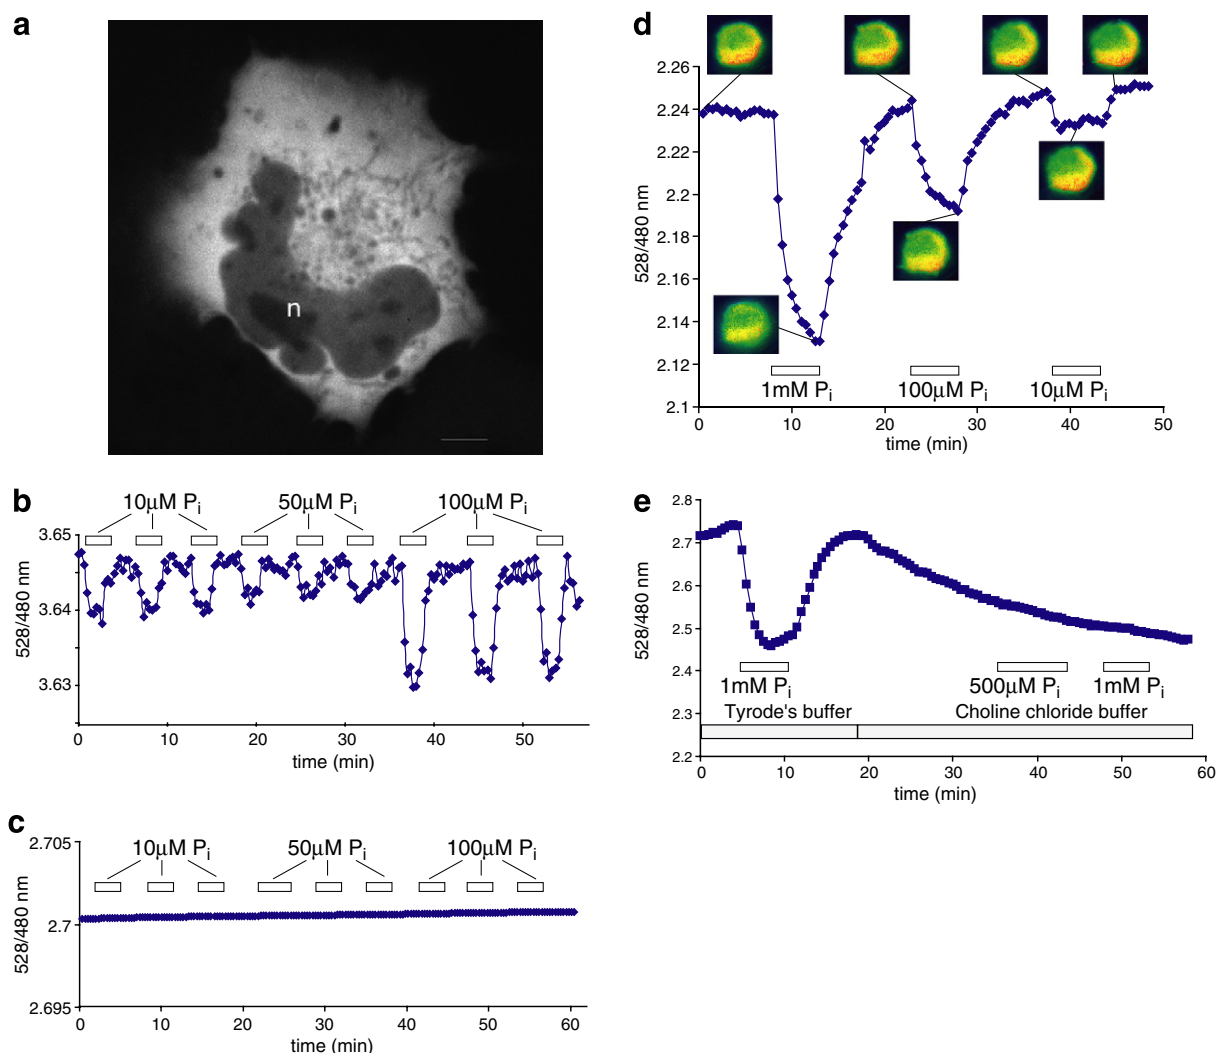 a
n
b
10μM Pi
50μM Pi
100μM Pi
3.65
3.64
3.63
528/480 nm
0
10
20
30
40
50
time (min)
c
10μM Pi
50μM Pi
100μM Pi
2.705
2.7
2.695
528/480 nm
0
10
20
30
40
50
60
time (min)
d
2.26
2.24
2.22
2.2
2.18
2.16
2.14
2.12
2.1
528/480 nm
1mM Pi
100μM Pi
10μM Pi
0
10
20
30
40
50
time (min)
e
2.8
2.7
2.6
2.5
2.4
2.3
2.2
528/480 nm
1mM Pi
500μM Pi
1mM Pi
Tyrode's buffer
Choline chloride buffer
0
10
20
30
40
50
60
time (min)